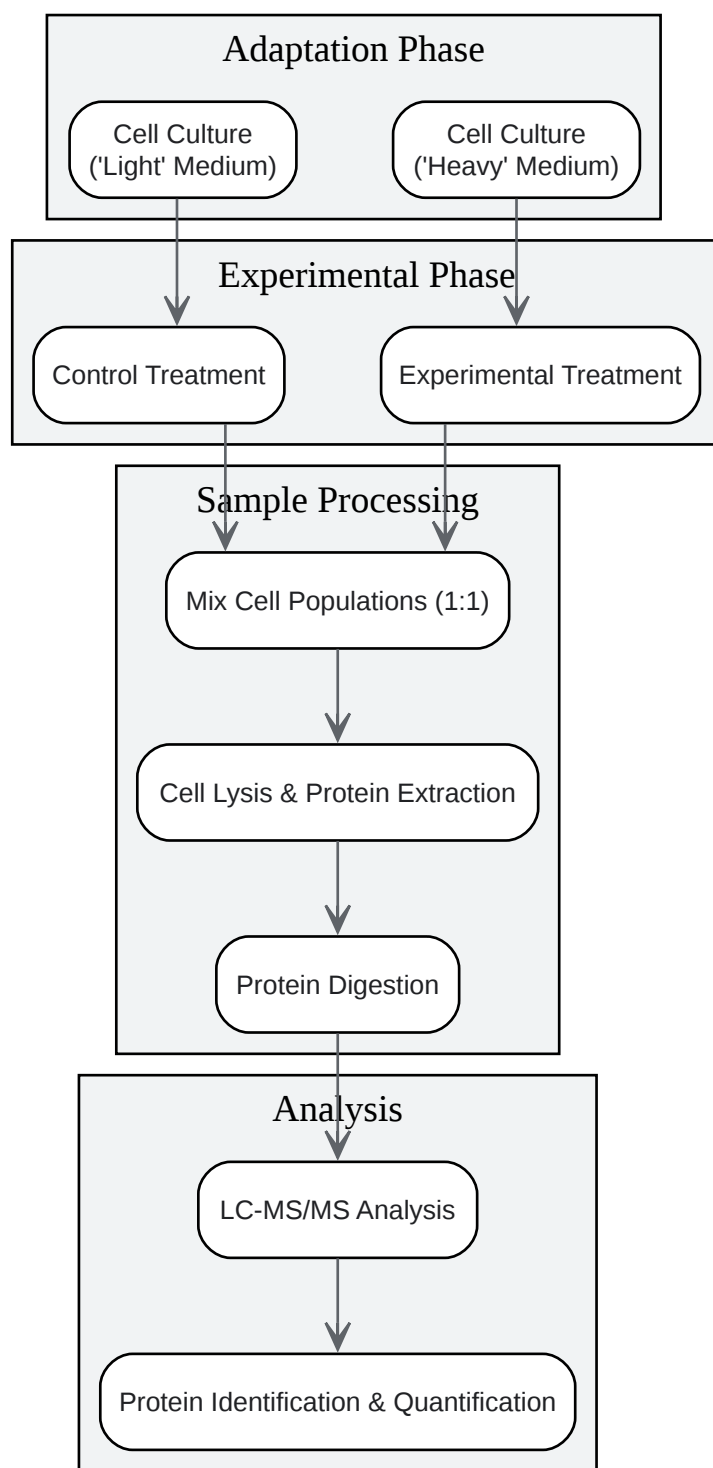 Adaptation Phase
Cell Culture
('Light' Medium)
Cell Culture
('Heavy' Medium)
Experimental Phase
Control Treatment
Experimental Treatment
Sample Processing
Mix Cell Populations (1:1)
Cell Lysis & Protein Extraction
Protein Digestion
Analysis
LC-MS/MS Analysis
Protein Identification & Quantification